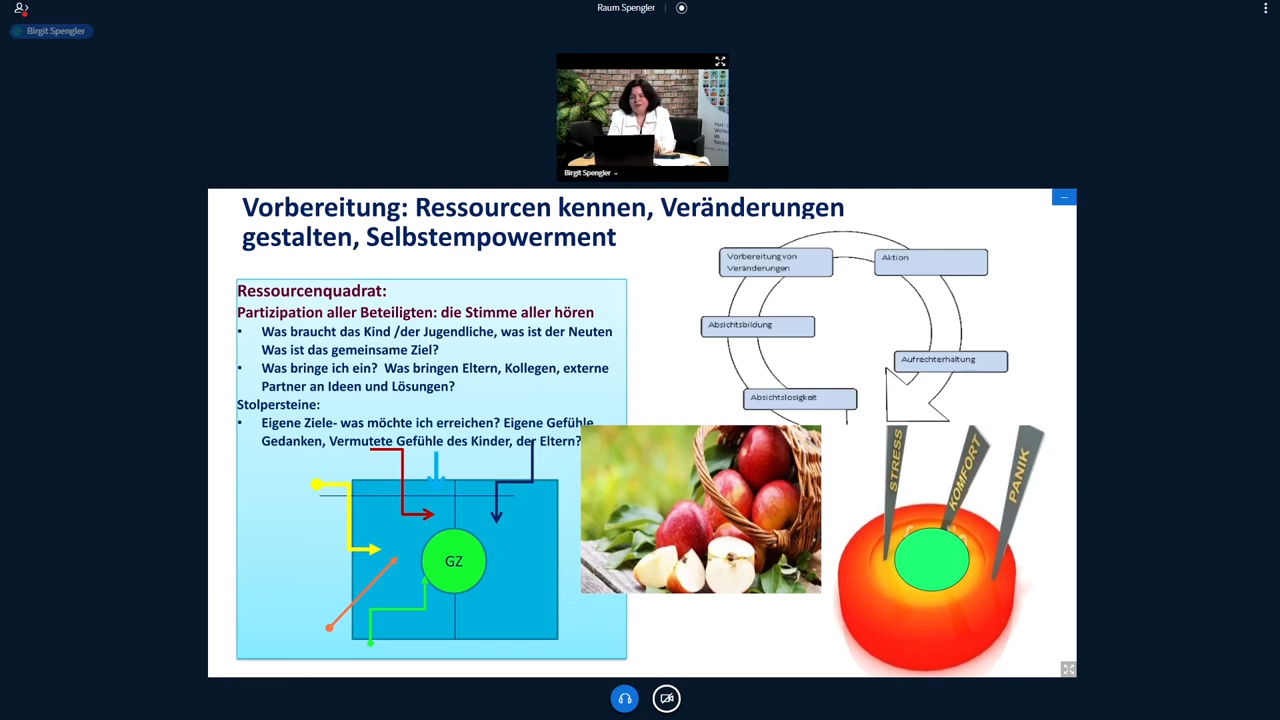 Raum Spengler
Birgit Spengler
Birgit Spengler
Vorbereitung: Ressourcen kennen, Veränderungen
gestalten, Selbstempowerment
Ressourcenquadrat:
Partizipation aller Beteiligten: die Stimme aller hören
• Was braucht das Kind /der Jugendliche, was ist der Neuten
Was ist das gemeinsame Ziel?
• Was bringe ich ein? Was bringen Eltern, Kollegen, externe
Partner an Ideen und Lösungen?
Stolpersteine:
• Eigene Ziele- was möchte ich erreichen? Eigene Gefühle
Gedanken, Vermutete Gefühle des Kinder, der Eltern?
GZ
Vorbereitung von
Veränderungen
Aktion
Absichtsbildung
Aufrechterhaltung
Absichtslosigkeit
STRESS
KOMFORT
PANIK